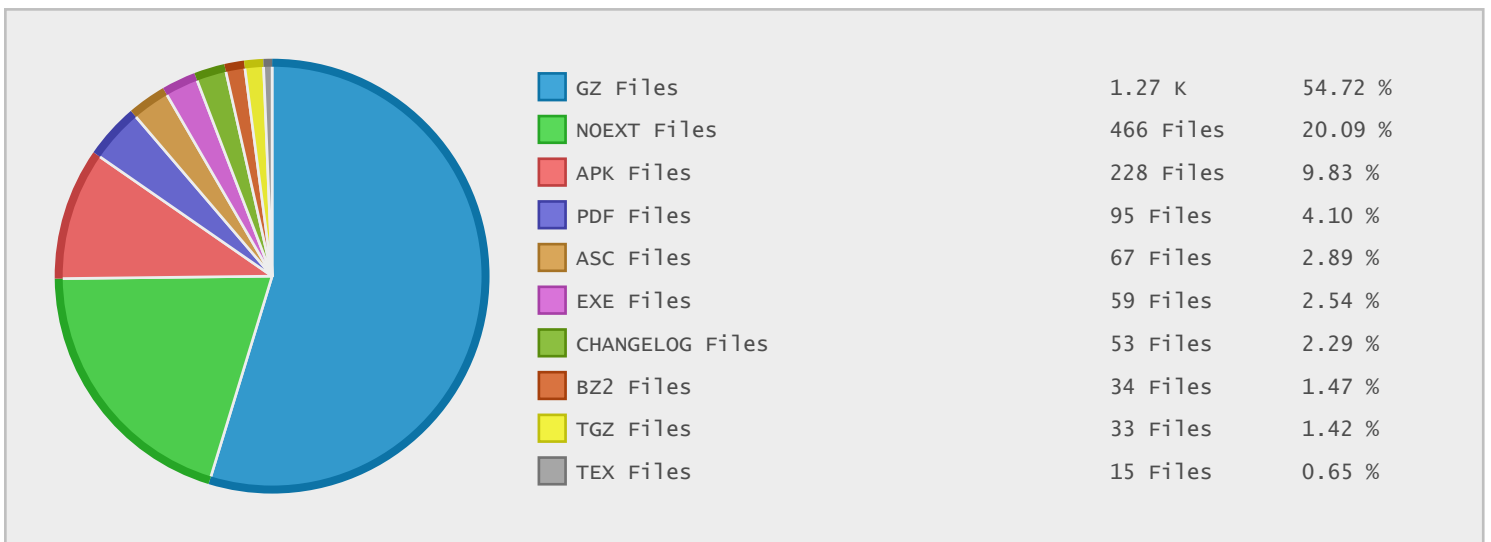 GZ Files 1.27 K 54.72 %
NOEXT Files 466 Files 20.09 %
APK Files 228 Files 9.83 %
PDF Files 95 Files 4.10 %
ASC Files 67 Files 2.89 %
EXE Files 59 Files 2.54 %
CHANGELOG Files 53 Files 2.29 %
BZ2 Files 34 Files 1.47 %
TGZ Files 33 Files 1.42 %
TEX Files 15 Files 0.65 %